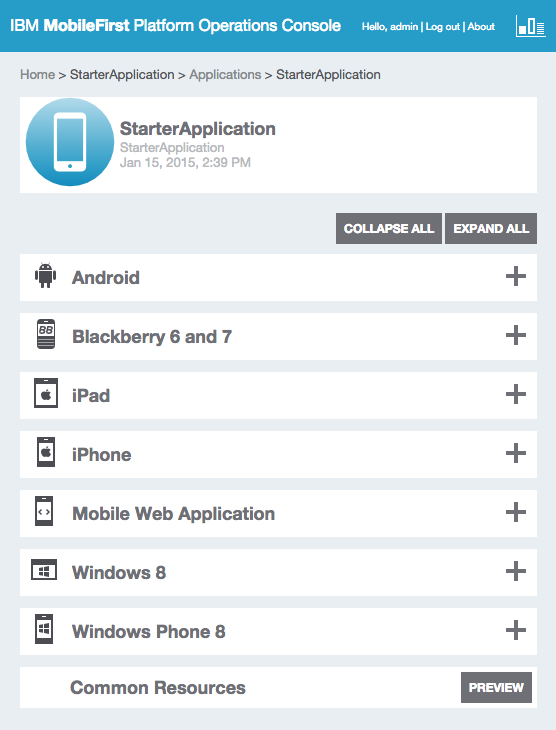 IBM MobileFirst Platform Operations Console Hello, admin | Log out | About
Home > StarterApplication > Applications > StarterApplication
StarterApplication
StarterApplication
Jan 15, 2015, 2:39 PM
COLLAPSE ALL EXPAND ALL
Android
88
Blackberry 6 and 7
iPad
iPhone
Mobile Web Application
Windows 8
Windows Phone 8
Common Resources PREVIEW